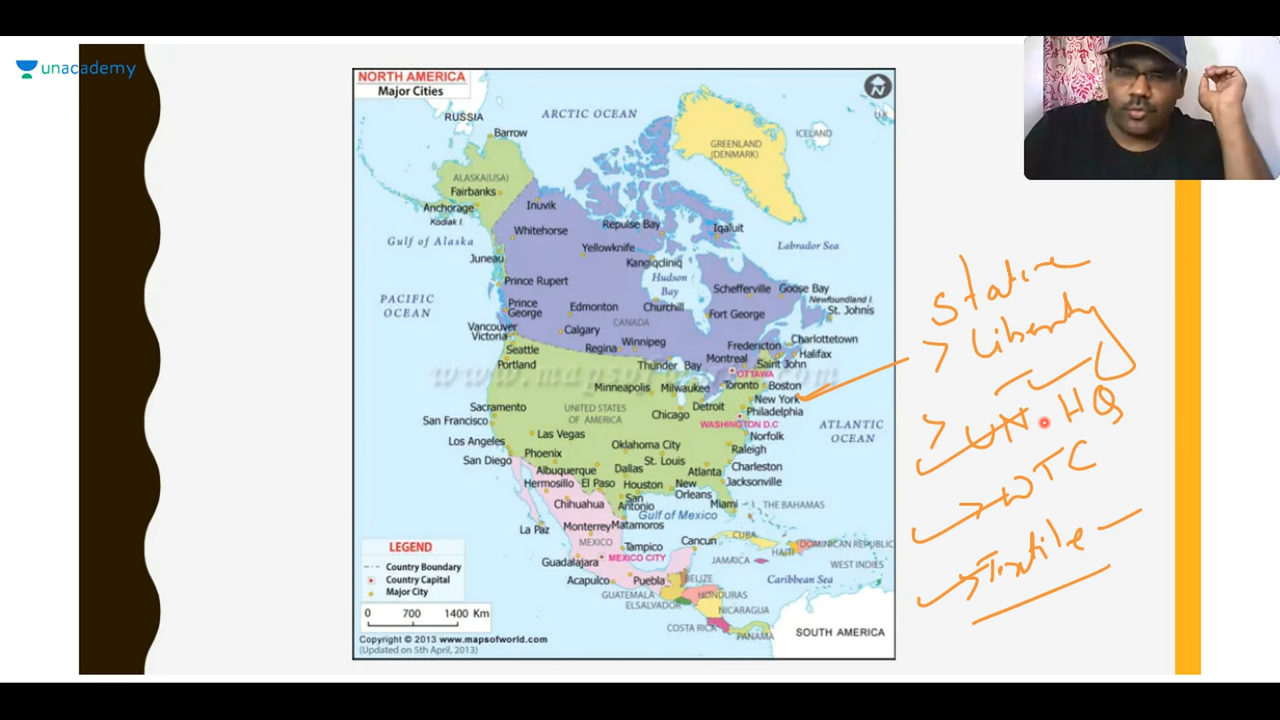 unacademy
NORTH AMERICA
Major Cities
RUSSIA
ARCTIC OCEAN
Barrow
GREENLAND
(DENMARK)
ICELAND
U.K
ALASKA(USA)
Fairbanks
Anchorage
Kodiak I.
Inuvik
Gulf of Alaska
Whitehorse
Repulse Bay
Iqaluit
Labrador Sea
Yellowknife
Juneau
Kangiqcliniq
Hudson
Bay
Prince Rupert
Schefferville
Goose Bay
PACIFIC
OCEAN
Prince
George
Edmonton
Churchill
Newfoundland I.
St. Johns
Fort George
CANADA
Vancouver
Victoria
Calgary
Regina
Winnipeg
Fredericton
Charlottetown
Halifax
Seattle
Portland
Thunder Bay
Montreal
Saint John
OTTAWA
Minneapolis
Milwaukee
Toronto
Boston
New York
Sacramento
San Francisco
UNITED STATES
OF AMERICA
Chicago
Detroit
Philadelphia
WASHINGTON D.C
ATLANTIC
OCEAN
Las Vegas
Norfolk
Los Angeles
Oklahoma City
Raleigh
San Diego
Phoenix
St. Louis
Albuquerque
Dallas
Atlanta
Charleston
Hermosillo
El Paso
Houston
New
Orleans
Jacksonville
Chihuahua
San
Antonio
Miami
THE BAHAMAS
Gulf of Mexico
La Paz
Monterrey
Matamoros
MEXICO
Tampico
Cancun
CUBA
HAITI
DOMINICAN REPUBLIC
JAMAICA
WEST INDIES
Guadalajara
MEXICO CITY
Acapulco
Puebla
BELIZE
Caribbean Sea
GUATEMALA
HONDURAS
ELSALVADOR
NICARAGUA
COSTA RICA
PANAMA
SOUTH AMERICA
LEGEND
Country Boundary
Country Capital
Major City
0 700 1400 Km
Copyright © 2013 www.mapsofworld.com
(Updated on 5th April, 2013)
N
Statue
> Liberty
> UN HQ
> WTC
> Textile